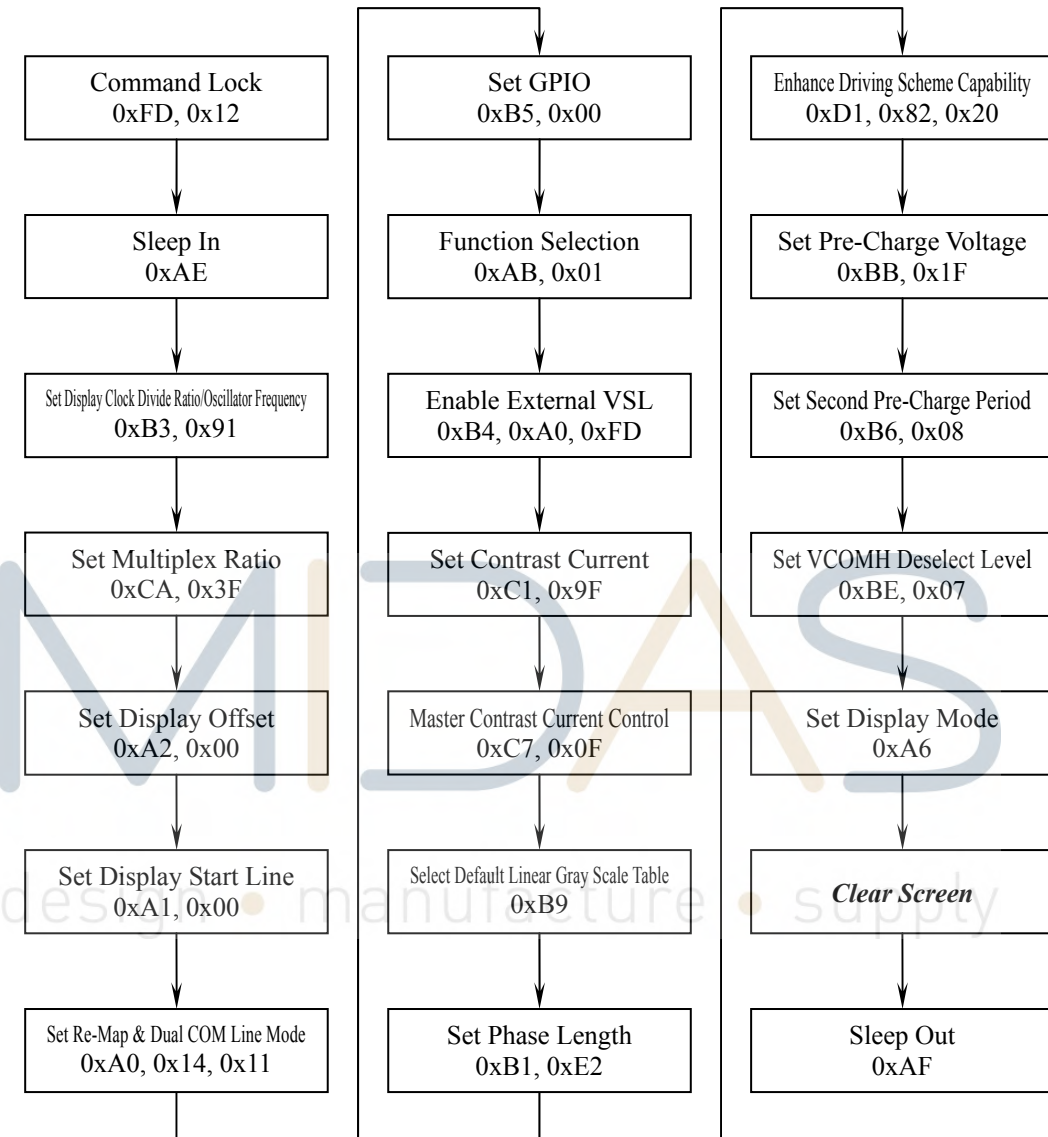 Command Lock
0xFD, 0x12
Sleep In
0xAE
Set Display Clock Divide Ratio/Oscillator Frequency
0xB3, 0x91
Set Multiplex Ratio
0xCA, 0x3F
Set Display Offset
0xA2, 0x00
Set Display Start Line
0xA1, 0x00
Set Re-Map & Dual COM Line Mode
0xA0, 0x14, 0x11
Set GPIO
0xB5, 0x00
Function Selection
0xAB, 0x01
Enable External VSL
0xB4, 0xA0, 0xFD
Set Contrast Current
0xC1, 0x9F
Master Contrast Current Control
0xC7, 0x0F
Select Default Linear Gray Scale Table
0xB9
Set Phase Length
0xB1, 0xE2
Enhance Driving Scheme Capability
0xD1, 0x82, 0x20
Set Pre-Charge Voltage
0xBB, 0x1F
Set Second Pre-Charge Period
0xB6, 0x08
Set VCOMH Deselect Level
0xBE, 0x07
Set Display Mode
0xA6
Clear Screen
Sleep Out
0xAF
MIDAS
design • manufacture • supply